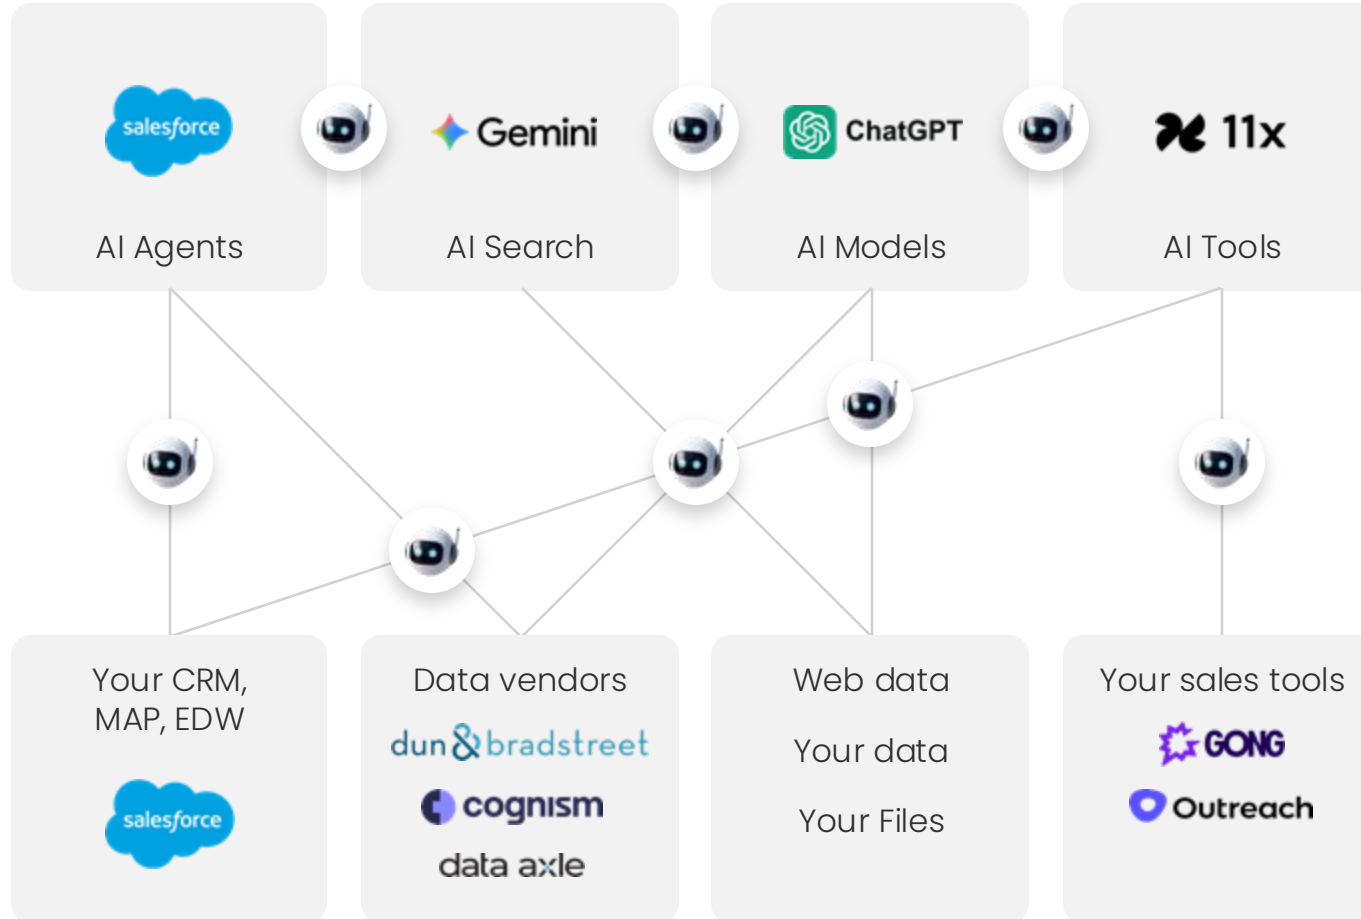 salesforce
Gemini
ChatGPT
11x
AI Agents
AI Search
AI Models
AI Tools
Your CRM,
MAP, EDW
salesforce
Data vendors
dun & bradstreet
cognism
data axle
Web data
Your data
Your Files
Your sales tools
GONG
Outreach